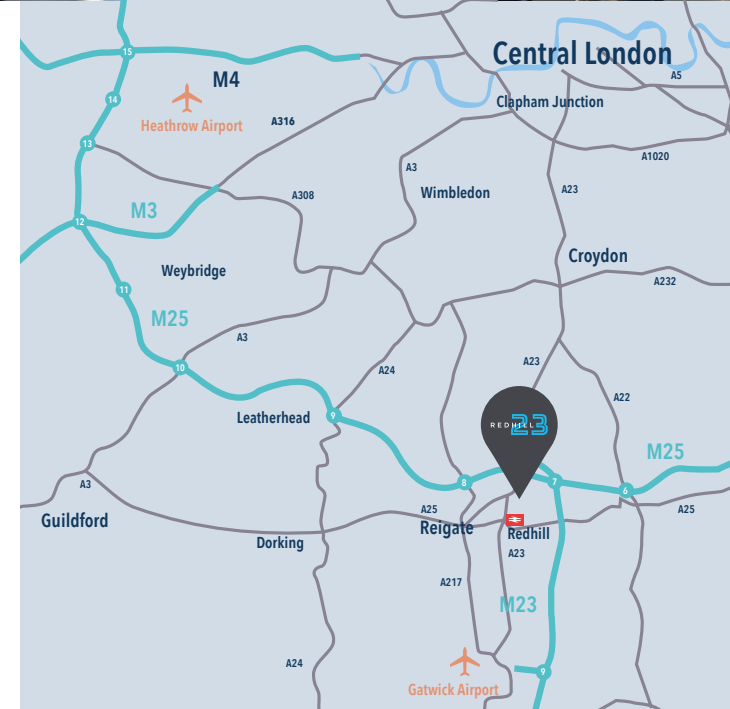 Central London
15
M4
A5
14
Clapham Junction
Heathrow Airport
A316
13
A1020
A3
A308
Wimbledon
A23
M3
12
Croydon
Weybridge
A232
11
M25
A3
10
A23
A24
A22
Leatherhead
9
REDHILL 23
M25
8
7
A3
6
A25
A25
Guildford
Reigate
Redhill
Dorking
A23
A217
M23
A24
9
Gatwick Airport